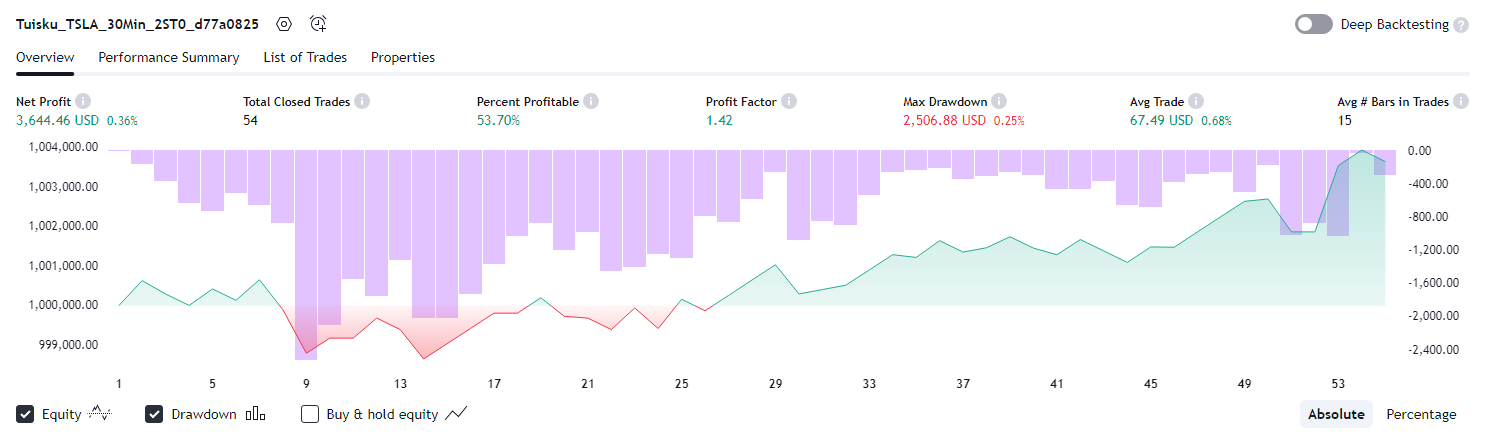 Tuisku_TSLA_30Min_2ST0_d77a0825
Deep Backtesting
Overview Performance Summary List of Trades Properties
Net Profit Total Closed Trades Percent Profitable Profit Factor Max Drawdown Avg Trade Avg # Bars in Trades
3,644.46 USD 0.36% 54 53.70% 1.42 2,506.88 USD 0.25% 67.49 USD 0.68% 15
1,004,000.00 0.00
1,003,000.00 -400.00
1,002,000.00 -800.00
1,001,000.00 -1,200.00
1,000,000.00 -1,600.00
999,000.00 -2,000.00
-2,400.00
1 5 9 13 17 21 25 29 33 37 41 45 49 53
Equity Drawdown Buy & hold equity Absolute Percentage